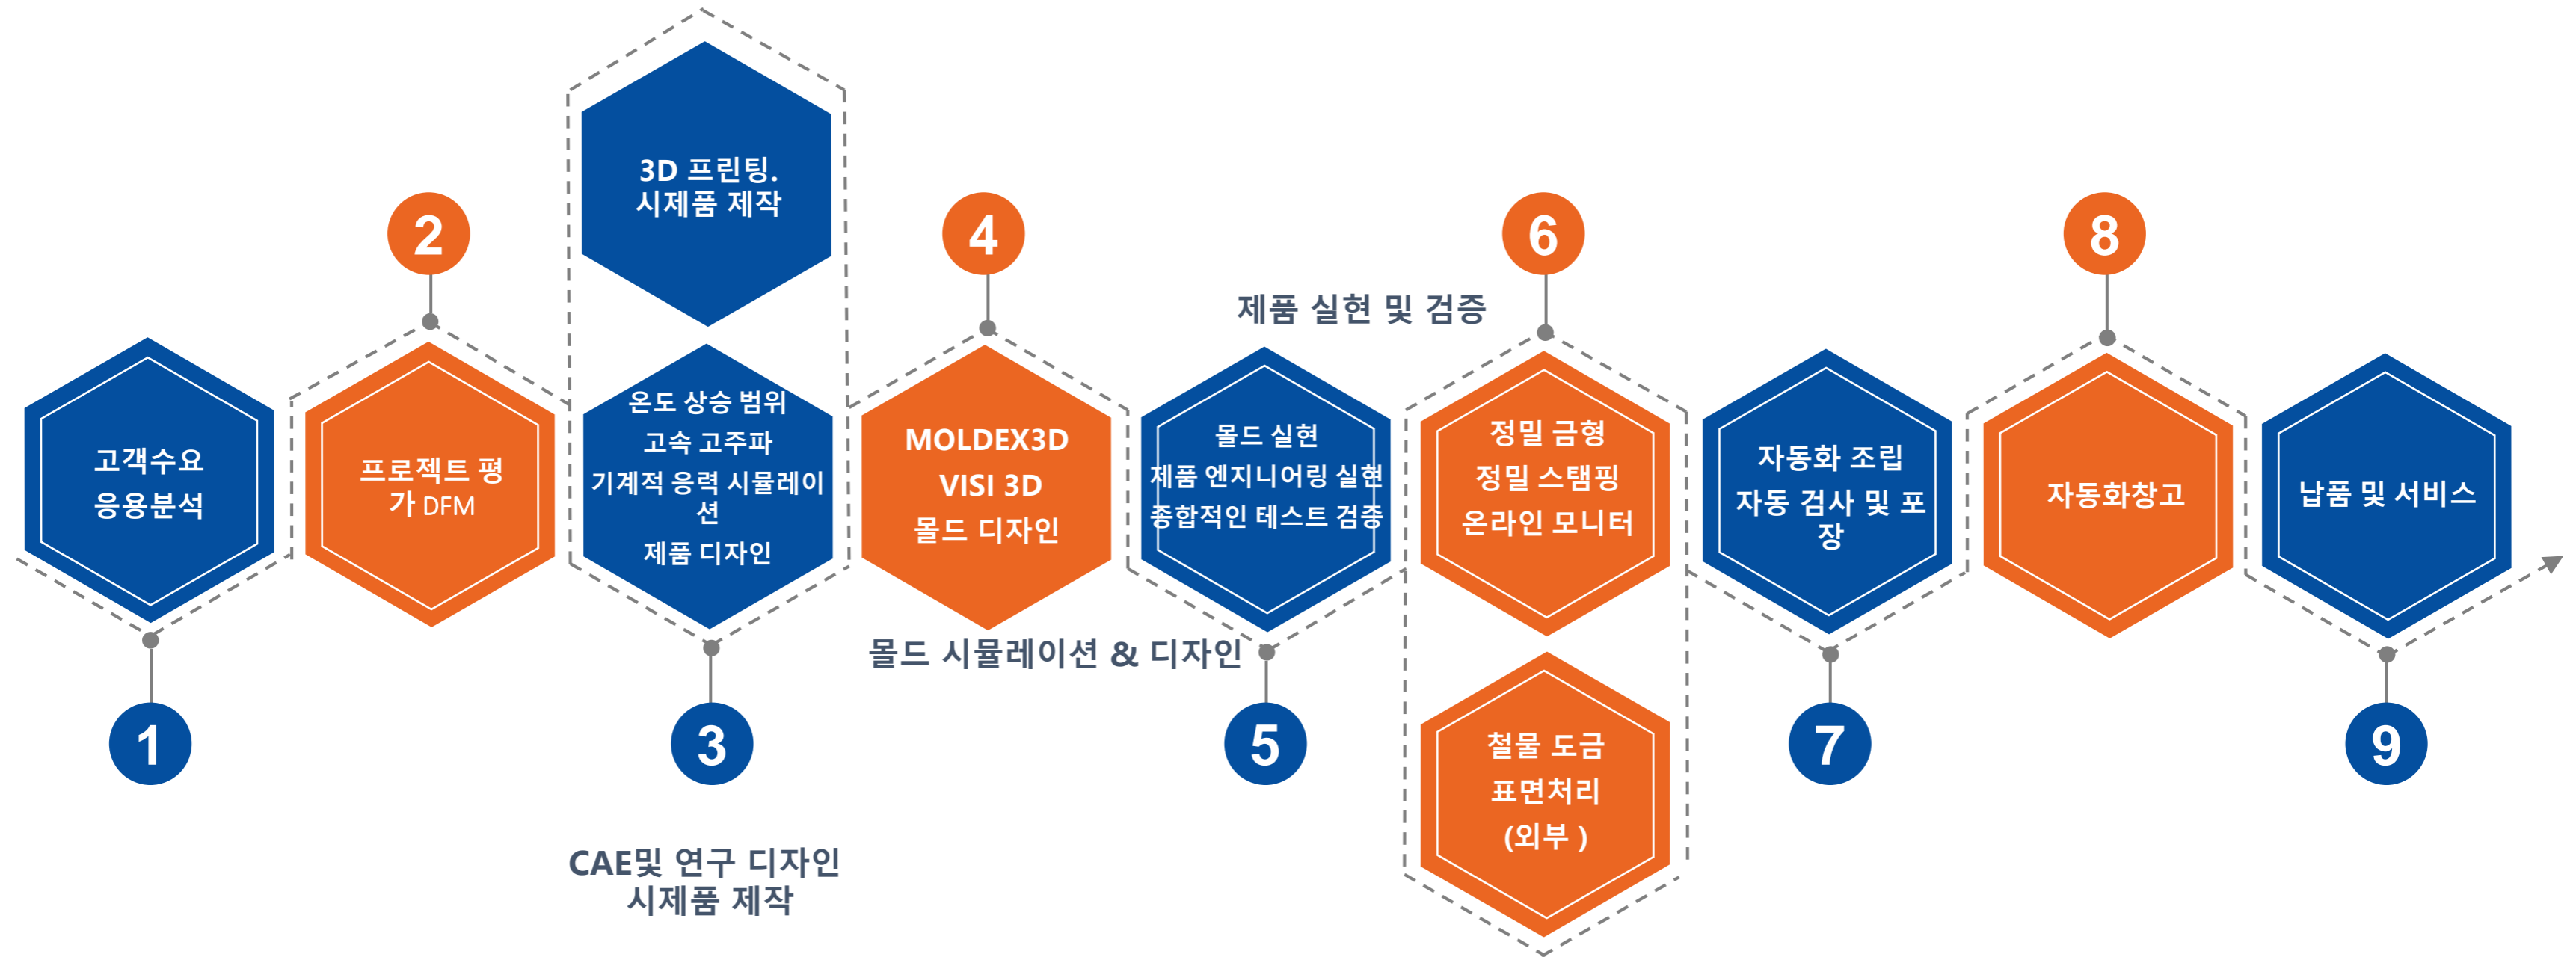 고객수요
응용분석
1
2
프로젝트 평
가 DFM
3D 프린팅.
시제품 제작
온도 상승 범위
고속 고주파
기계적 응력 시뮬레이
션
제품 디자인
3
CAE및 연구 디자인
시제품 제작
4
MOLDEX3D
VISI 3D
몰드 디자인
몰드 시뮬레이션 & 디자인
제품 실현 및 검증
몰드 실현
제품 엔지니어링 실현
종합적인 테스트 검증
5
6
정밀 금형
정밀 스탬핑
온라인 모니터
철물 도금
표면처리
(외부 )
자동화 조립
자동 검사 및 포
장
7
8
자동화창고
납품 및 서비스
9